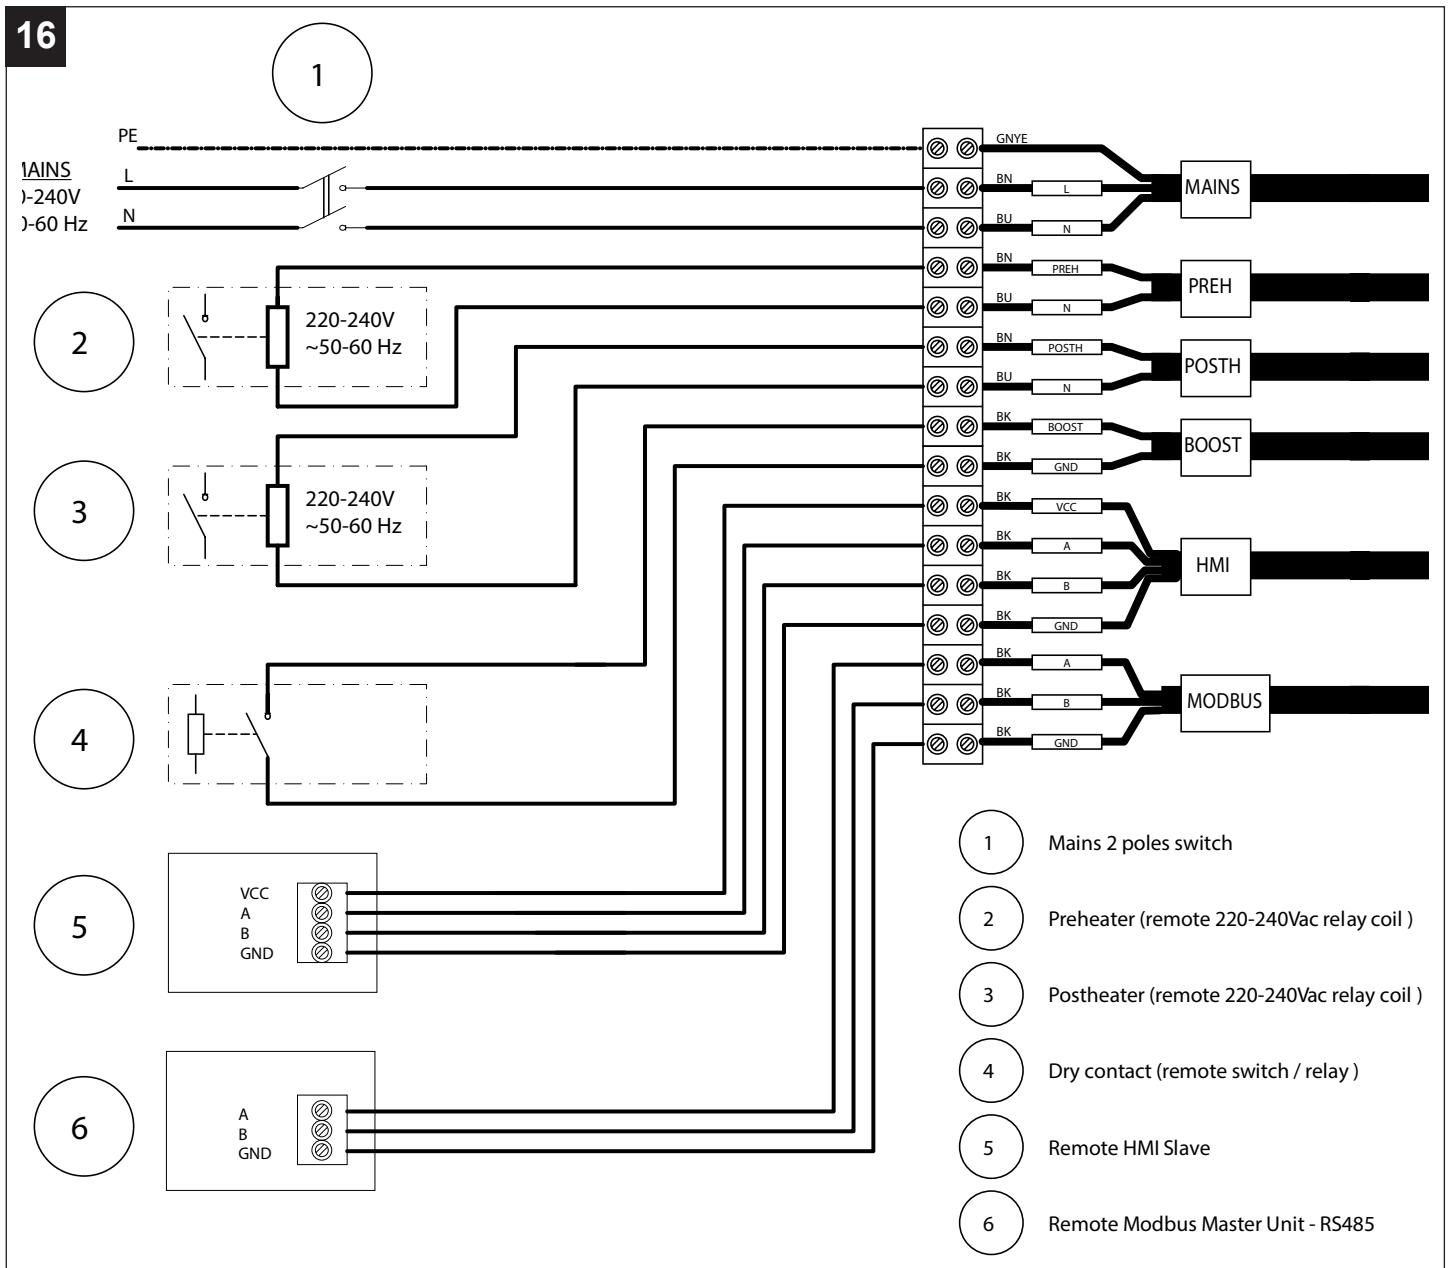 16
1
PE
L
-240V
N
-60 Hz
GNYE
BN
L
MAINS
BU
N
BN
PREH
PREH
BU
N
2
220-240V
~50-60 Hz
BN
POSTH
POSTH
BU
N
BK
BOOST
BOOST
BK
GND
3
220-240V
~50-60 Hz
BK
VCC
BK
A
HMI
BK
B
BK
GND
BK
A
BK
B
MODBUS
BK
GND
4
5
VCC
A
B
GND
6
A
B
GND
1 Mains 2 poles switch
2 Preheater (remote 220-240Vac relay coil )
3 Postheater (remote 220-240Vac relay coil )
4 Dry contact (remote switch / relay )
5 Remote HMI Slave
6 Remote Modbus Master Unit - RS485